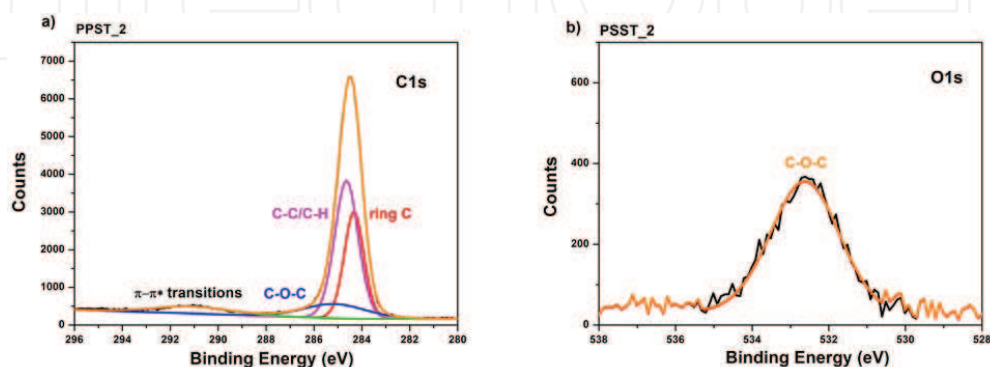 a)
PPST_2
C1s
7000
6000
5000
4000
3000
2000
1000
0
C-C/C-H
ring C
π-π* transitions
C-O-C
296 294 292 290 288 286 284 282 280
Binding Energy (eV)
Counts
b)
PSST_2
O1s
600
400
200
0
C-O-C
538 536 534 532 530 528
Binding Energy (eV)
Counts